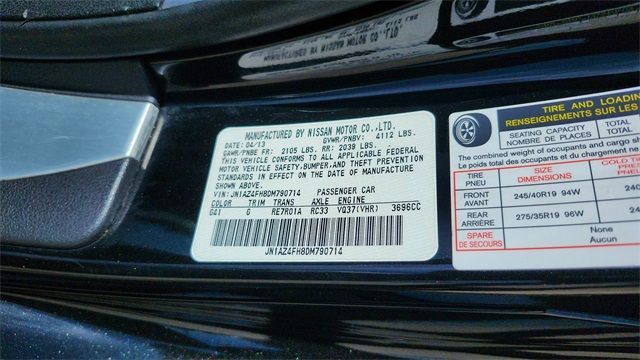 MANUFACTURED BY NISSAN MOTOR CO.,LTD.
DATE: 04/13 GVWR/PNBV: 4112 LBS.
GAWR/PNBE FR: 2105 LBS. RR: 2039 LBS.
THIS VEHICLE CONFORMS TO ALL APPLICABLE FEDERAL
MOTOR VEHICLE SAFETY,BUMPER,AND THEFT PREVENTION
STANDARDS IN EFFECT ON THE DATE OF MANUFACTURE
SHOWN ABOVE.
VIN: JN1AZ4FH8DM790714 PASSENGER CAR
COLOR TRIM TRANS AXLE ENGINE
G41 G RE7R01A RC33 VQ37(VHR) 3696CC
JN1AZ4FH8DM790714
TIRE AND LOADING
RENSEIGNEMENTS SUR LES
SEATING CAPACITY TOTAL
NOMBRE DE PLACES TOTAL
The combined weight of occupants and cargo should
Le poids total des occupants et du chargement
TIRE SIZE COLD
PNEU DIMENSIONS
FRONT 245/40R19 94W
AVANT
REAR 275/35R19 96W
ARRIÈRE
SPARE None
DE SECOURS Aucun